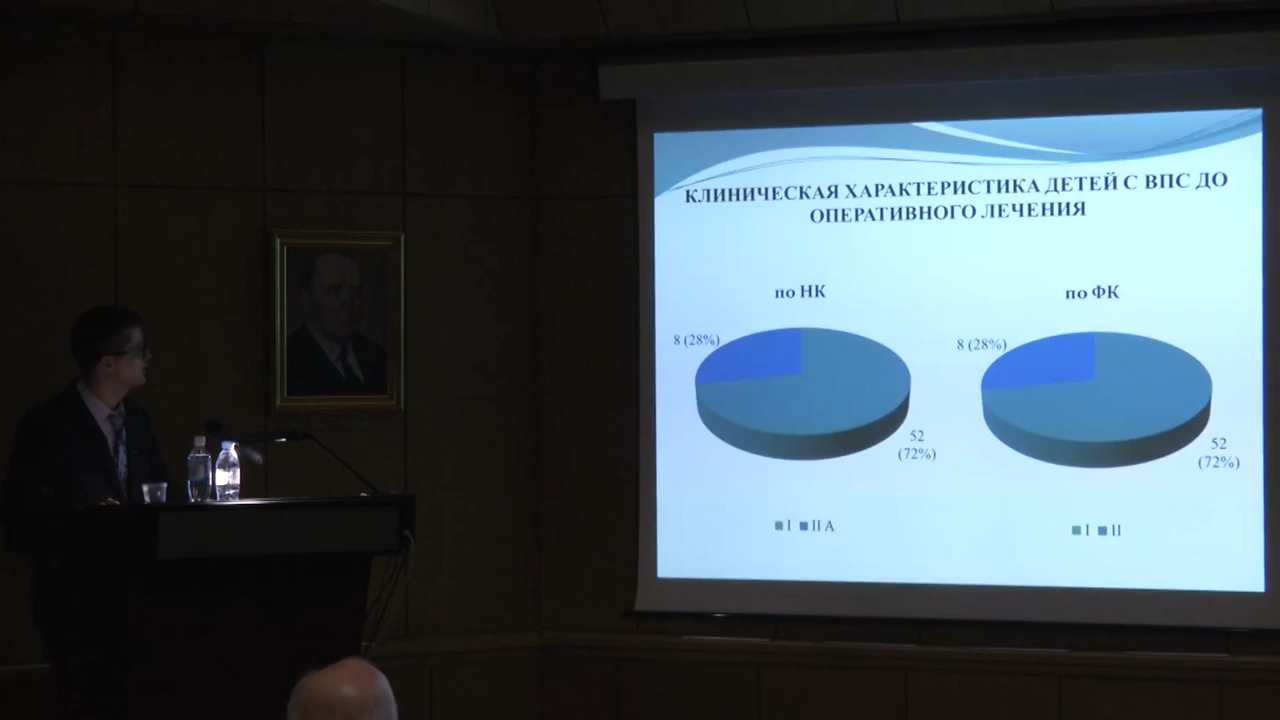 КЛИНИЧЕСКАЯ ХАРАКТЕРИСТИКА ДЕТЕЙ С ВПС ДО
ОПЕРАТИВНОГО ЛЕЧЕНИЯ
по НК
8 (28%)
52
(72%)
I II А
по ФК
8 (28%)
52
(72%)
I II